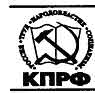 РОССИЯ • ТРУД • НАРОДОВЛАСТИЕ • СОЦИАЛИЗМ
КПРФ